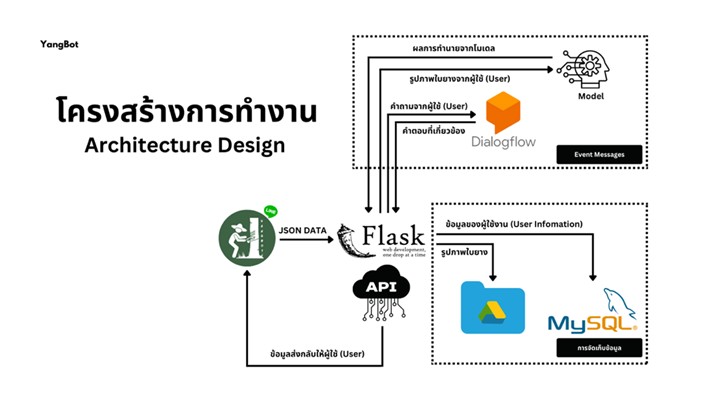 YangBot
โครงสร้างการทำงาน
Architecture Design
ผลการทำนายจากโมเดล
รูปภาพใบยางจากผู้ใช้ (User)
Model
คำถามจากผู้ใช้ (User)
คำตอบที่เกี่ยวข้อง
Dialogflow
Event Messages
LINE
JSON DATA
Flask
web development,
one drop at a time
API
ข้อมูลของผู้ใช้งาน (User Infomation)
รูปภาพใบยาง
MySQL
การจัดเก็บข้อมูล
ข้อมูลส่งกลับให้ผู้ใช้ (User)